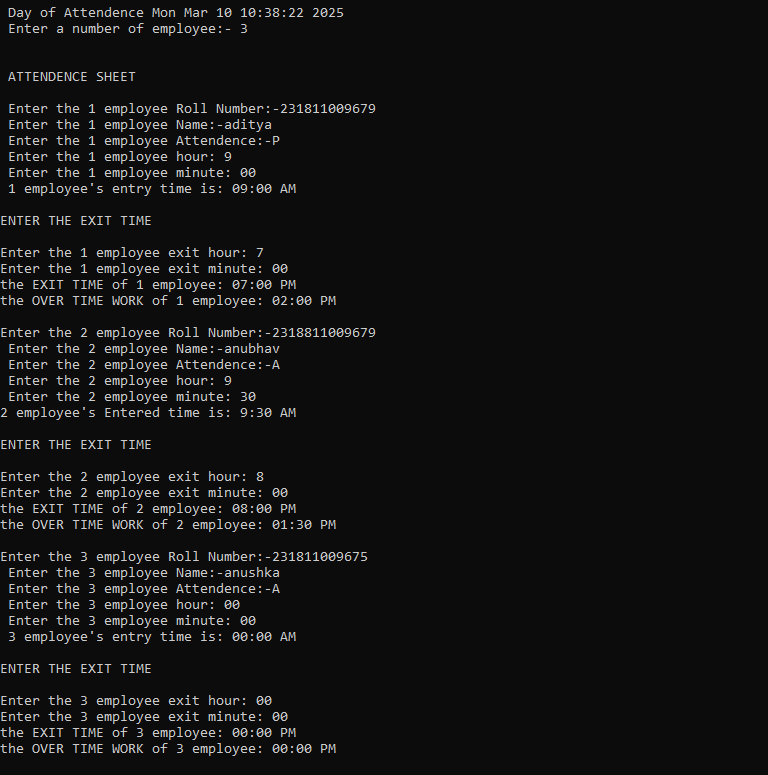 Day of Attendence Mon Mar 10 10:38:22 2025
Enter a number of employee:- 3
ATTENDENCE SHEET
Enter the 1 employee Roll Number:-231811009679
Enter the 1 employee Name:-aditya
Enter the 1 employee Attendence:-P
Enter the 1 employee hour: 9
Enter the 1 employee minute: 00
1 employee's entry time is: 09:00 AM
ENTER THE EXIT TIME
Enter the 1 employee exit hour: 7
Enter the 1 employee exit minute: 00
the EXIT TIME of 1 employee: 07:00 PM
the OVER TIME WORK of 1 employee: 02:00 PM
Enter the 2 employee Roll Number:-2318811009679
Enter the 2 employee Name:-anubhav
Enter the 2 employee Attendence:-A
Enter the 2 employee hour: 9
Enter the 2 employee minute: 30
2 employee's Entered time is: 9:30 AM
ENTER THE EXIT TIME
Enter the 2 employee exit hour: 8
Enter the 2 employee exit minute: 00
the EXIT TIME of 2 employee: 08:00 PM
the OVER TIME WORK of 2 employee: 01:30 PM
Enter the 3 employee Roll Number:-231811009675
Enter the 3 employee Name:-anushka
Enter the 3 employee Attendence:-A
Enter the 3 employee hour: 00
Enter the 3 employee minute: 00
3 employee's entry time is: 00:00 AM
ENTER THE EXIT TIME
Enter the 3 employee exit hour: 00
Enter the 3 employee exit minute: 00
the EXIT TIME of 3 employee: 00:00 PM
the OVER TIME WORK of 3 employee: 00:00 PM